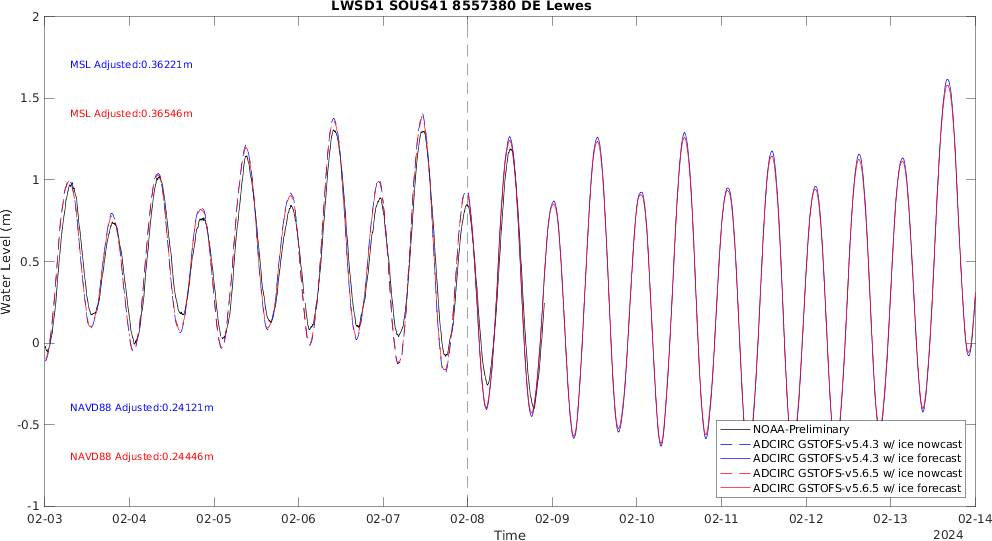 LWSD1 SOUS41 8557380 DE Lewes
2
1.5
1
0.5
0
-0.5
-1
Water Level (m)
MSL Adjusted:0.36221m
MSL Adjusted:0.36546m
NAVD88 Adjusted:0.24121m
NAVD88 Adjusted:0.24446m
NOAA-Preliminary
ADCIRC GSTOFS-v5.4.3 w/ ice nowcast
ADCIRC GSTOFS-v5.4.3 w/ ice forecast
ADCIRC GSTOFS-v5.6.5 w/ ice nowcast
ADCIRC GSTOFS-v5.6.5 w/ ice forecast
02-03 02-04 02-05 02-06 02-07 02-08 02-09 02-10 02-11 02-12 02-13 02-14
Time
2024